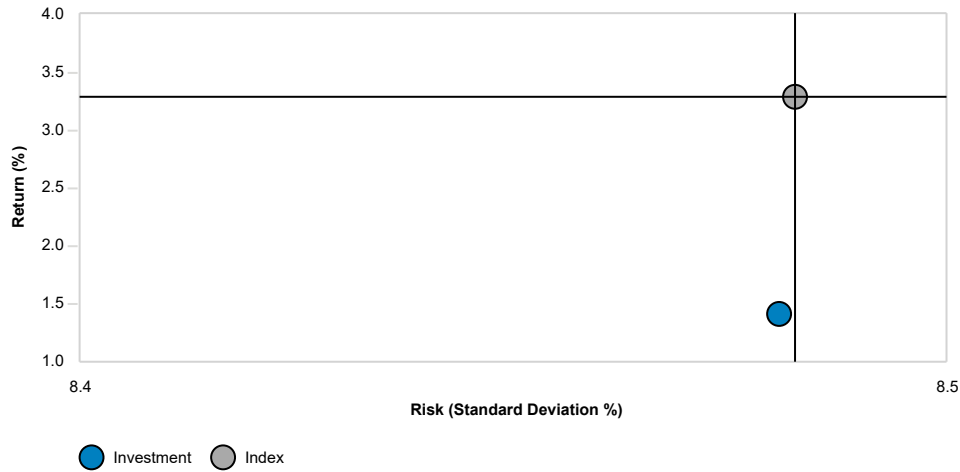 4.0
3.5
3.0
2.5
2.0
1.5
1.0
Return (%)
8.4 8.5
Risk (Standard Deviation %)
Investment Index